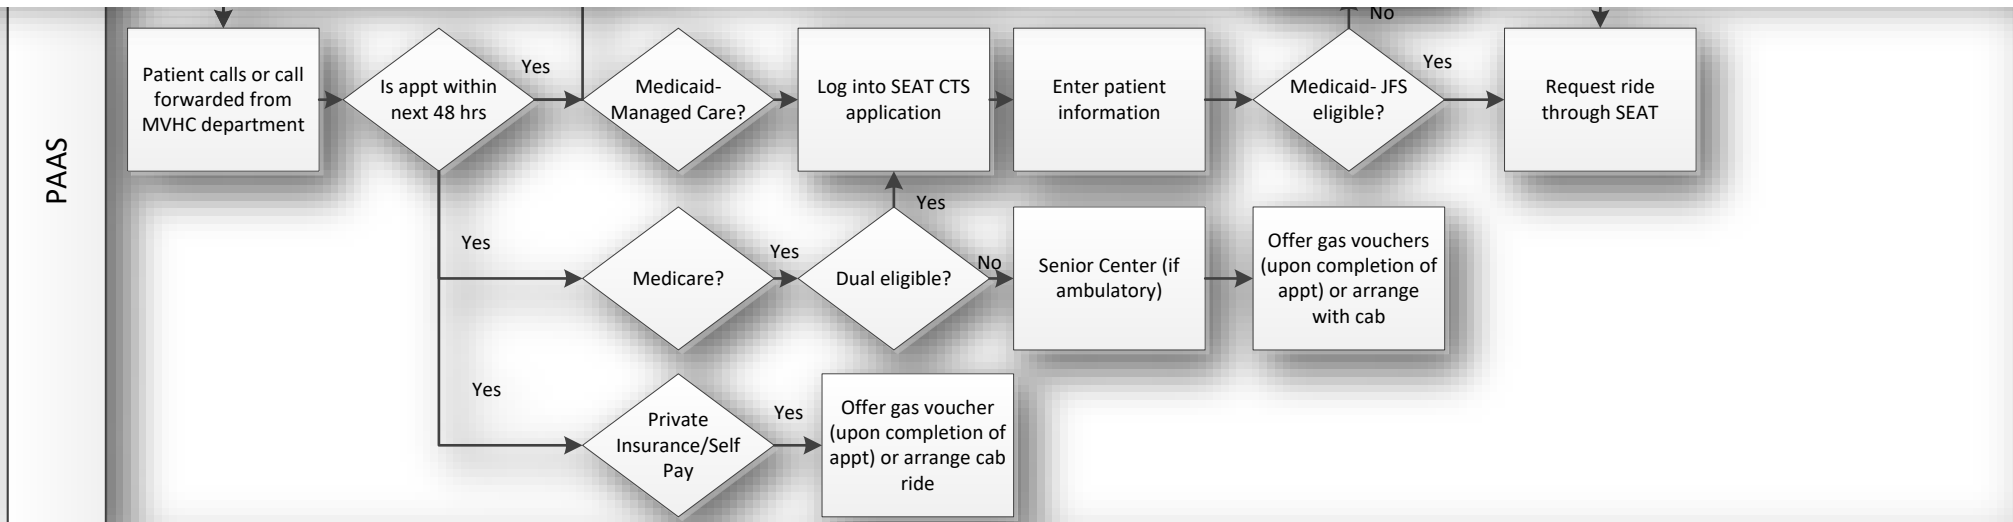 No
PAAS
Patient calls or call
forwarded from
MVHC department
Is appt within
next 48 hrs
Yes
Medicaid-
Managed Care?
Log into SEAT CTS
application
Enter patient
information
Medicaid- JFS
eligible?
Yes
Request ride
through SEAT
Yes
Medicare?
Yes
Dual eligible?
Yes
No
Senior Center (if
ambulatory)
Offer gas vouchers
(upon completion of
appt) or arrange
with cab
Yes
Private
Insurance/Self
Pay
Yes
Offer gas voucher
(upon completion of
appt) or arrange cab
ride